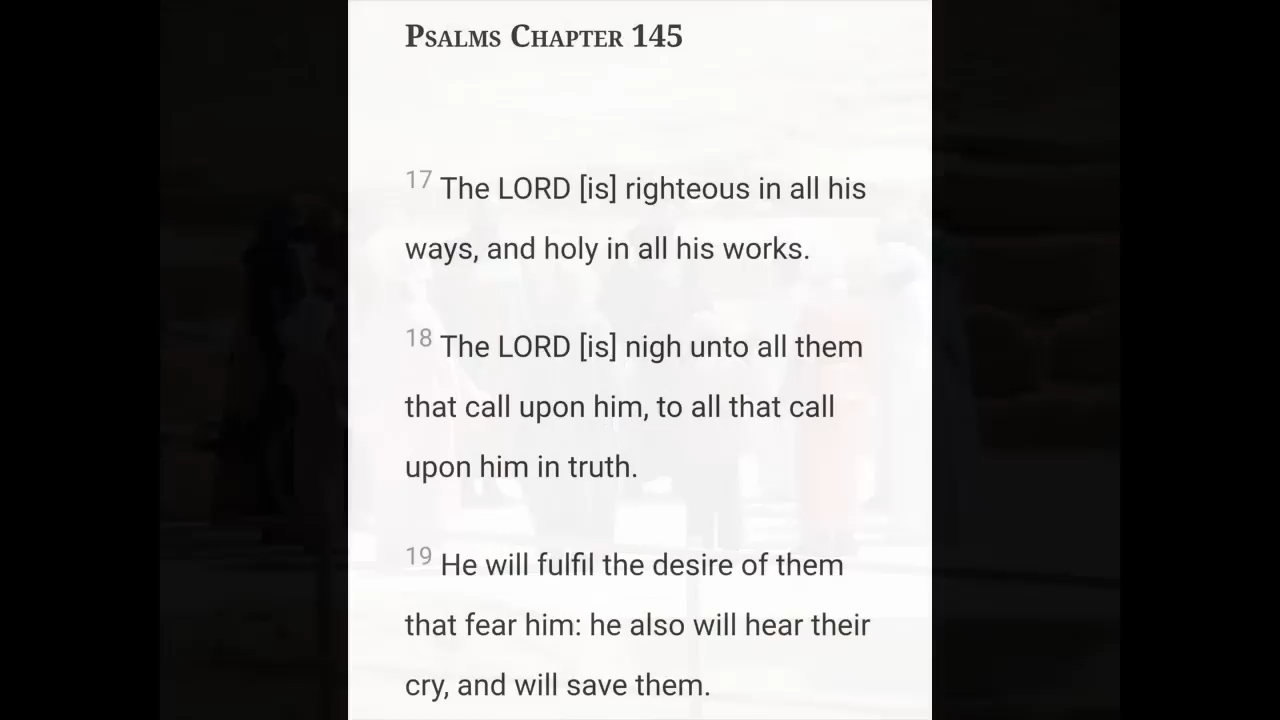 Psalms Chapter 145
17 The LORD [is] righteous in all his
ways, and holy in all his works.
18 The LORD [is] nigh unto all them
that call upon him, to all that call
upon him in truth.
19 He will fulfil the desire of them
that fear him: he also will hear their
cry, and will save them.